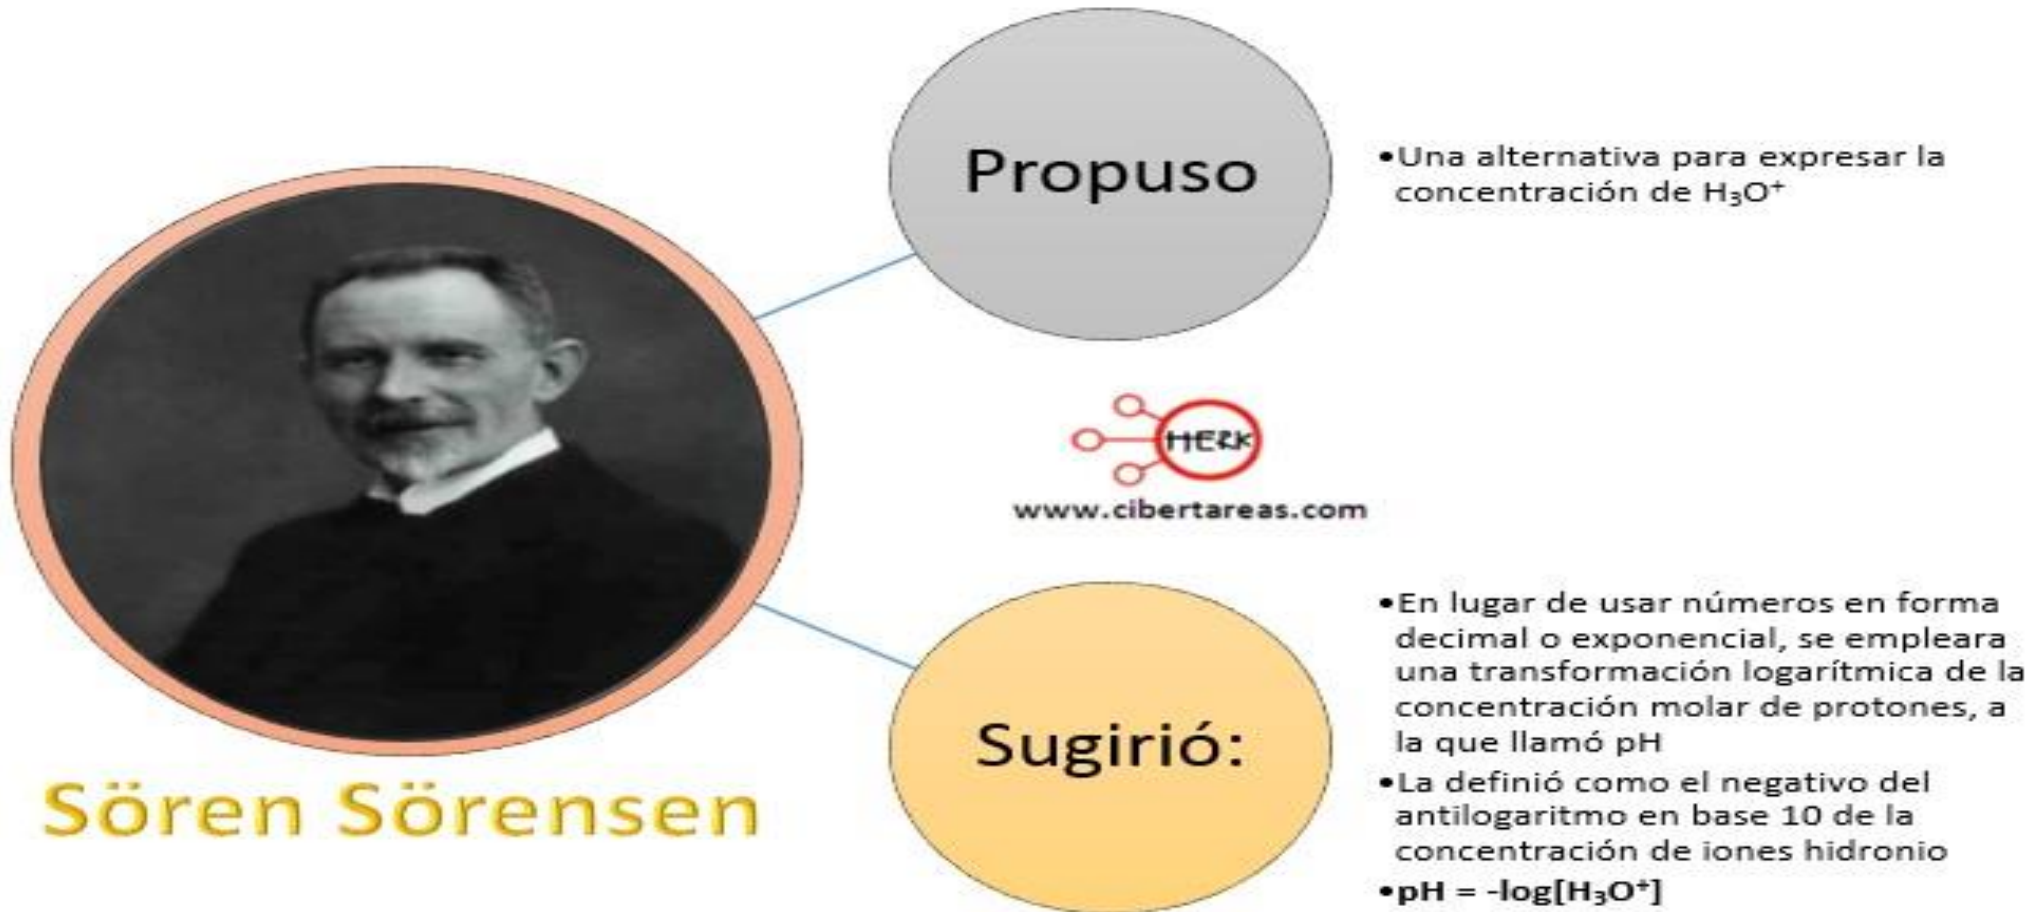 Propuso
•Una alternativa para expresar la
concentración de H₃O⁺
HERK
www.cibertareas.com
Sören Sörensen
Sugirió:
•En lugar de usar números en forma
decimal o exponencial, se empleara
una transformación logarítmica de la
concentración molar de protones, a
la que llamó pH
•La definió como el negativo del
antilogaritmo en base 10 de la
concentración de iones hidronio
•pH = -log[H₃O⁺]